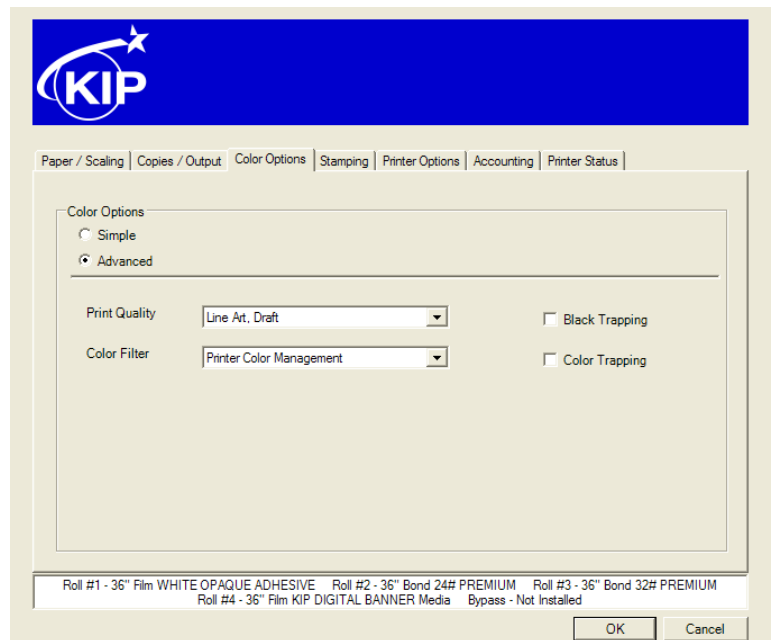 KIP
Paper / Scaling Copies / Output Color Options Stamping Printer Options Accounting Printer Status
Color Options
Simple
Advanced
Print Quality Line Art, Draft Black Trapping
Color Filter Printer Color Management Color Trapping
Roll #1 - 36" Film WHITE OPAQUE ADHESIVE Roll #2 - 36" Bond 24# PREMIUM Roll #3 - 36" Bond 32# PREMIUM
Roll #4 - 36" Film KIP DIGITAL BANNER Media Bypass - Not Installed
OK Cancel